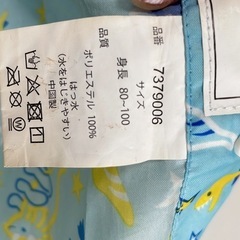 品番
7379006
サイズ
身長 80~100
品質
ポリエステル 100%
はっ水
(水をはじきやすい)
中国製